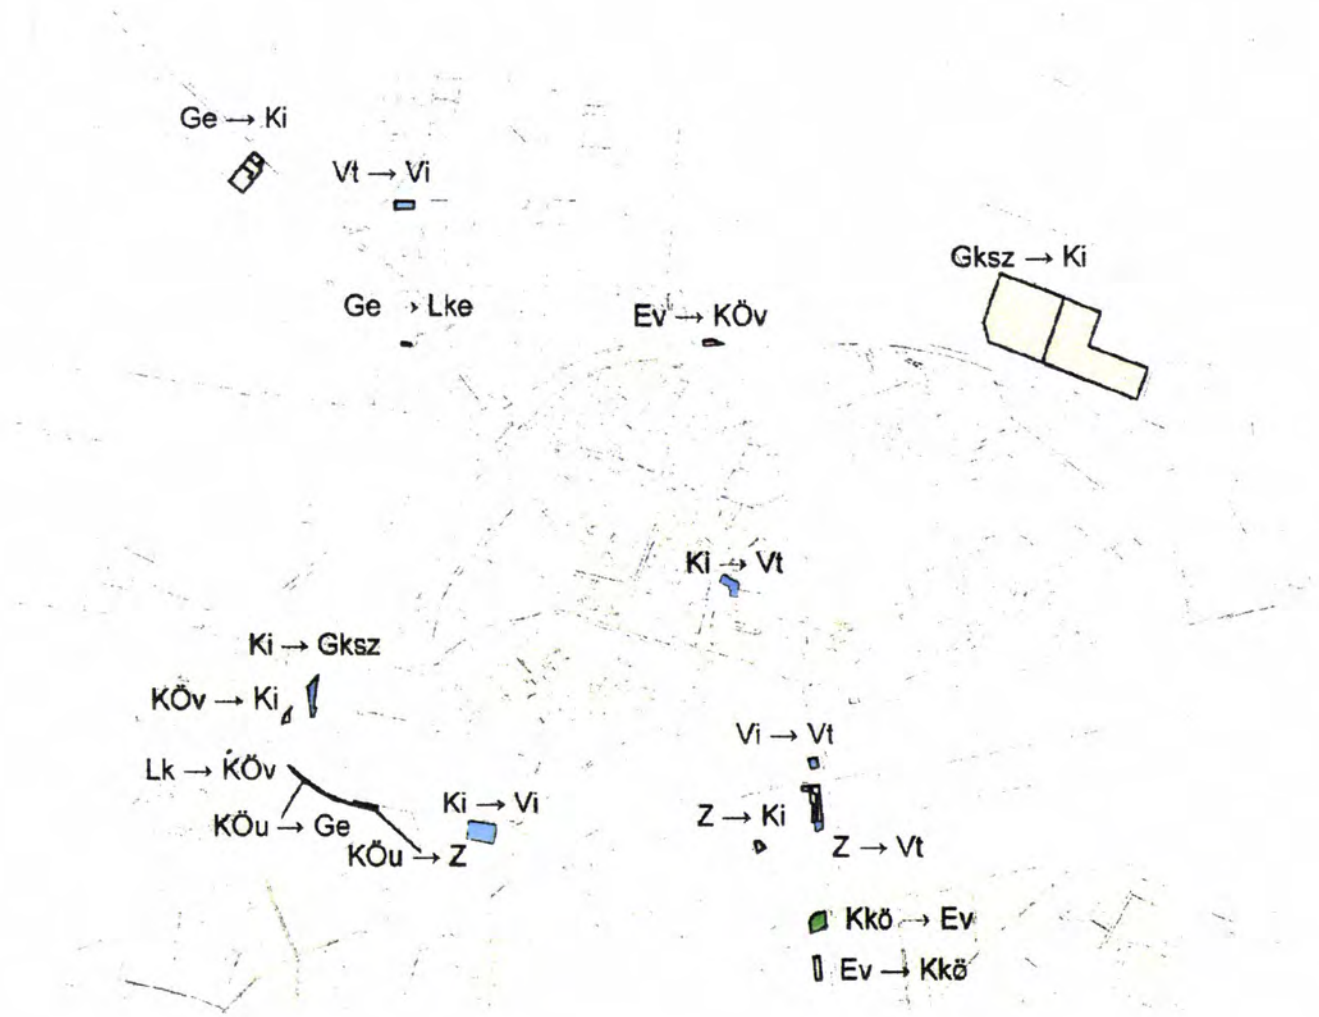 Ge → Ki
Vt → Vi
Gksz → Ki
Ge → Lke
Ev → KÖv
Ki → Vt
Ki → Gksz
KÖv → Ki
Vi → Vt
Lk → KÖv
Ki → Vi
Z → Ki
KÖu → Ge
Z → Vt
KÖu → Z
Kkö → Ev
Ev → Kkö